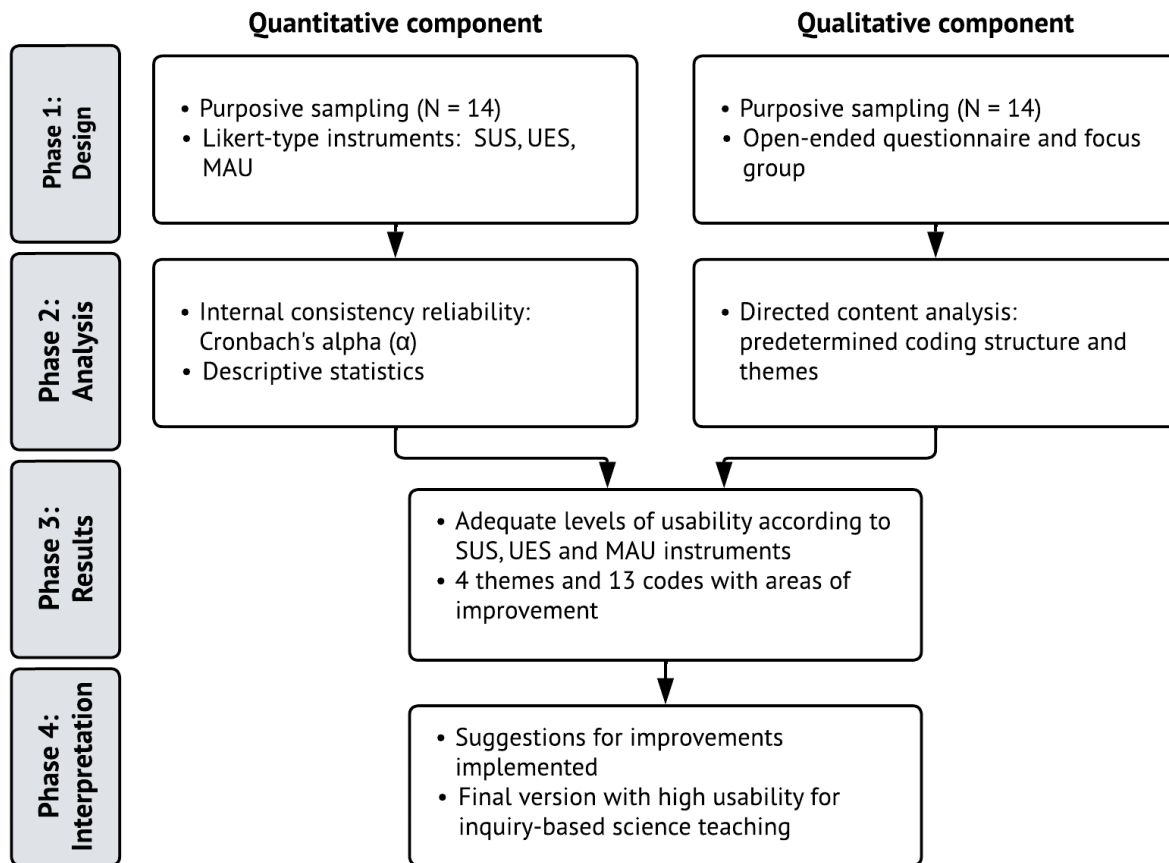 Quantitative component
Qualitative component
Phase 1:
Design
• Purposive sampling (N = 14)
• Likert-type instruments: SUS, UES,
MAU
• Purposive sampling (N = 14)
• Open-ended questionnaire and focus
group
Phase 2:
Analysis
• Internal consistency reliability:
Cronbach's alpha (α)
• Descriptive statistics
• Directed content analysis:
predetermined coding structure and
themes
Phase 3:
Results
• Adequate levels of usability according to
SUS, UES and MAU instruments
• 4 themes and 13 codes with areas of
improvement
Phase 4:
Interpretation
• Suggestions for improvements
implemented
• Final version with high usability for
inquiry-based science teaching